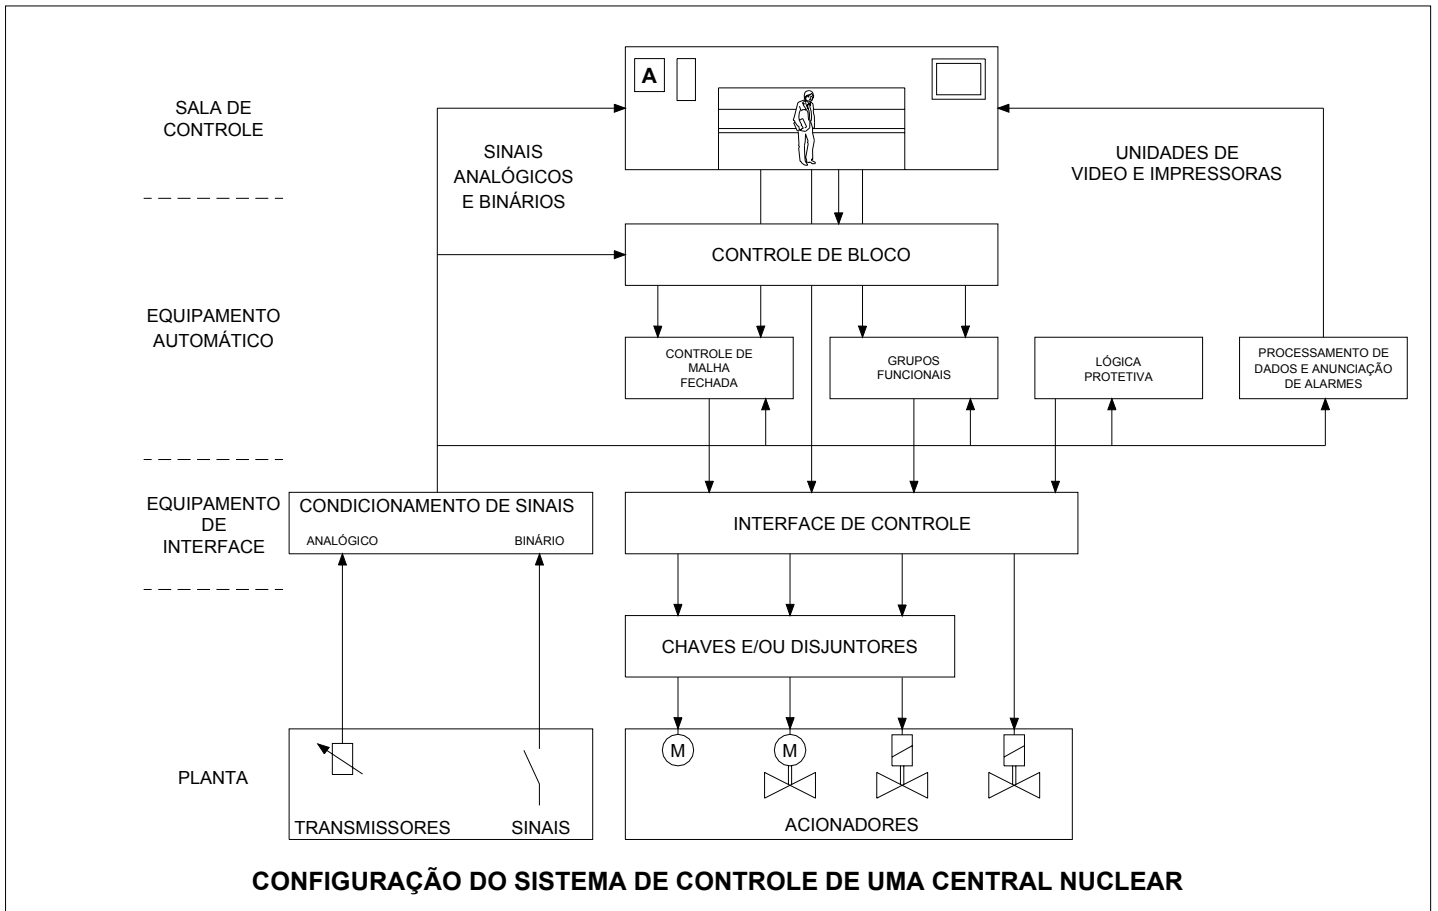 A
SALA DE
CONTROLE
SINAIS
ANALÓGICOS
E BINÁRIOS
UNIDADES DE
VIDEO E IMPRESSORAS
CONTROLE DE BLOCO
EQUIPAMENTO
AUTOMÁTICO
CONTROLE DE
MALHA
FECHADA
GRUPOS
FUNCIONAIS
LÓGICA
PROTETIVA
PROCESSAMENTO DE
DADOS E ANUNCIAÇÃO
DE ALARMES
EQUIPAMENTO
DE
INTERFACE
CONDICIONAMENTO DE SINAIS
ANALÓGICO
BINÁRIO
INTERFACE DE CONTROLE
CHAVES E/OU DISJUNTORES
PLANTA
M
M
TRANSMISSORES
SINAIS
ACIONADORES
CONFIGURAÇÃO DO SISTEMA DE CONTROLE DE UMA CENTRAL NUCLEAR